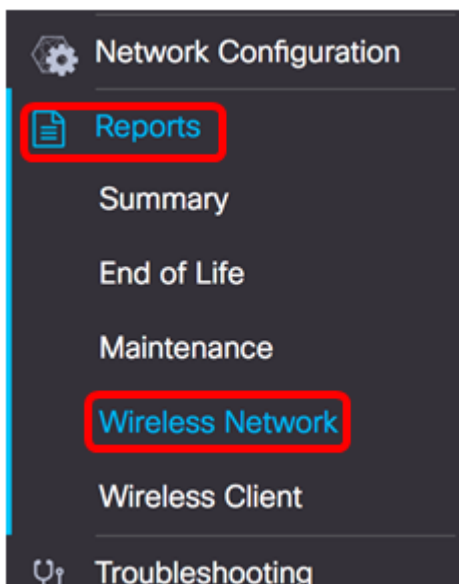 Network Configuration
Reports
Summary
End of Life
Maintenance
Wireless Network
Wireless Client
Troubleshooting